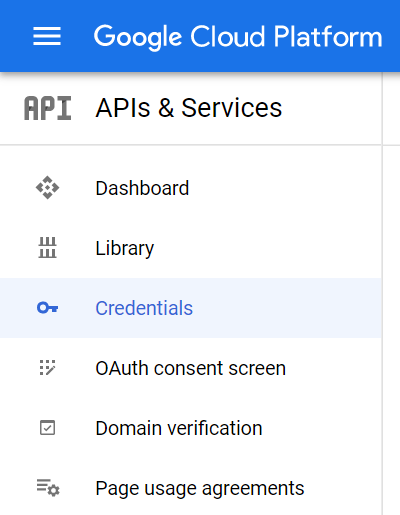 Google Cloud Platform
API APIs & Services
Dashboard
Library
Credentials
OAuth consent screen
Domain verification
Page usage agreements